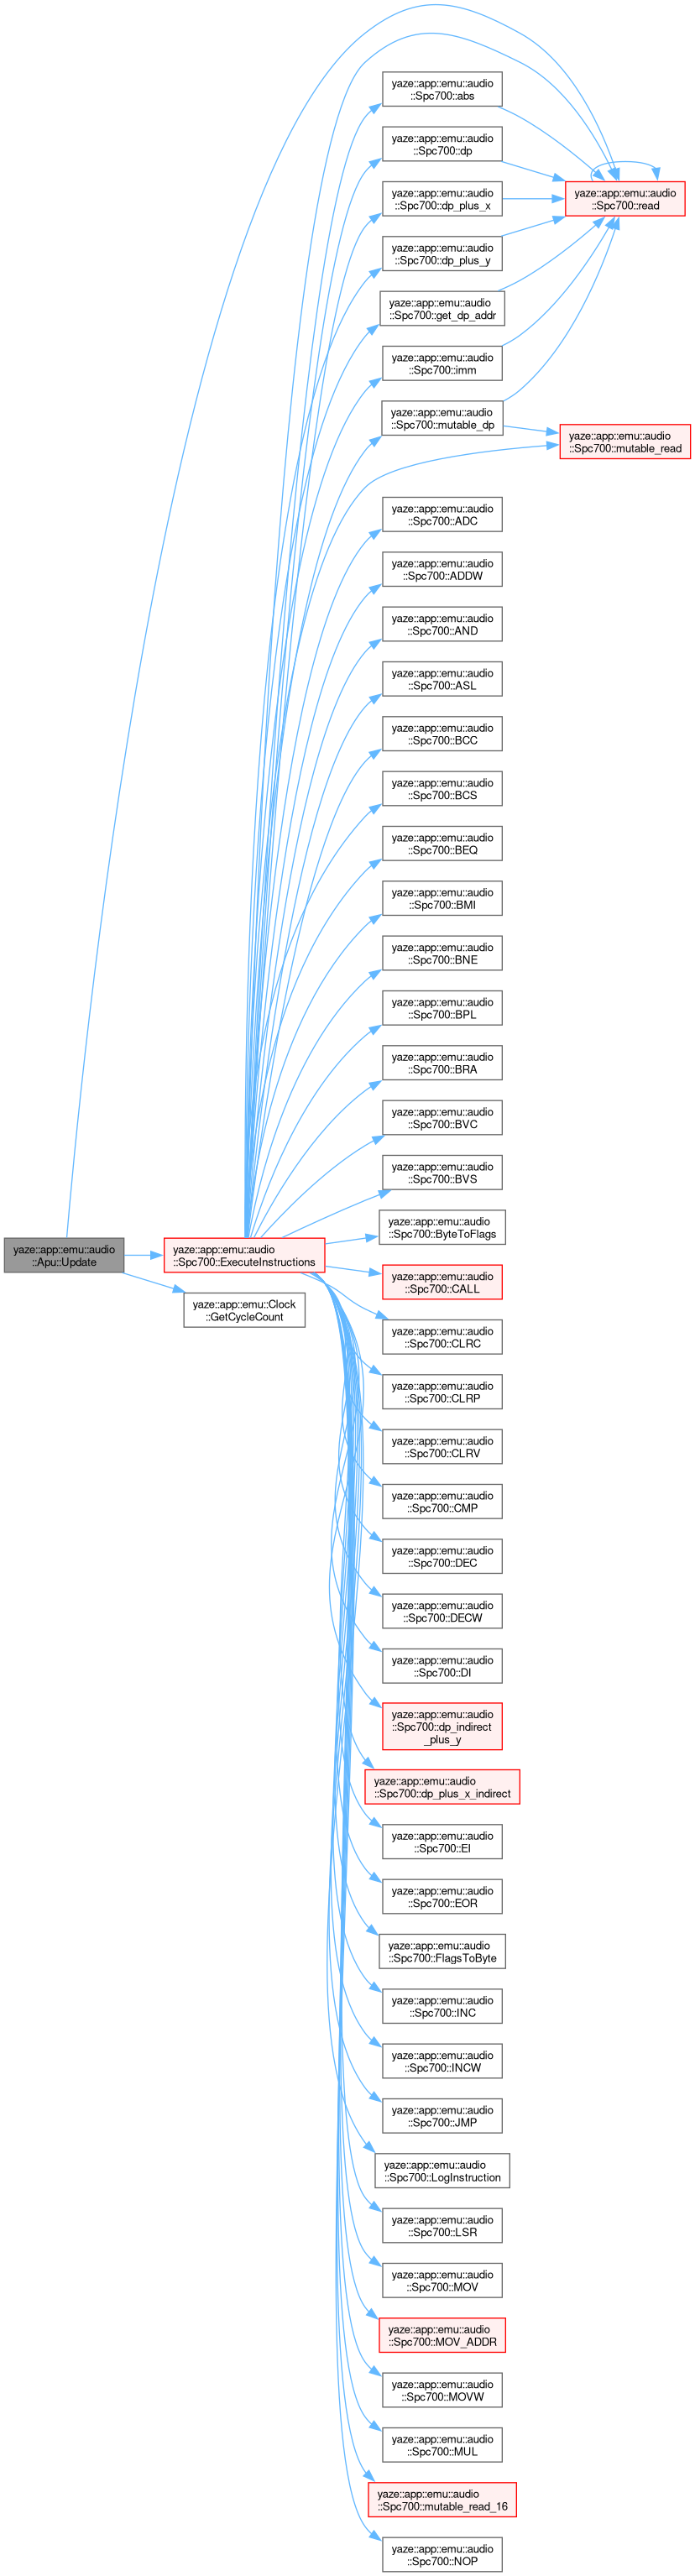 yaze::app::emu::audio
::Spc700::abs
yaze::app::emu::audio
::Spc700::dp
yaze::app::emu::audio
::Spc700::dp_plus_x
yaze::app::emu::audio
::Spc700::read
yaze::app::emu::audio
::Spc700::dp_plus_y
yaze::app::emu::audio
::Spc700::get_dp_addr
yaze::app::emu::audio
::Spc700::imm
yaze::app::emu::audio
::Spc700::mutable_dp
yaze::app::emu::audio
::Spc700::mutable_read
yaze::app::emu::audio
::Spc700::ADC
yaze::app::emu::audio
::Spc700::ADDW
yaze::app::emu::audio
::Spc700::AND
yaze::app::emu::audio
::Spc700::ASL
yaze::app::emu::audio
::Spc700::BCC
yaze::app::emu::audio
::Spc700::BCS
yaze::app::emu::audio
::Spc700::BEQ
yaze::app::emu::audio
::Spc700::BMI
yaze::app::emu::audio
::Spc700::BNE
yaze::app::emu::audio
::Spc700::BPL
yaze::app::emu::audio
::Spc700::BRA
yaze::app::emu::audio
::Spc700::BVC
yaze::app::emu::audio
::Spc700::BVS
yaze::app::emu::audio
::Spc700::ByteToFlags
yaze::app::emu::audio
::Apu::Update
yaze::app::emu::audio
::Spc700::ExecuteInstructions
yaze::app::emu::audio
::Spc700::CALL
yaze::app::emu::Clock
::GetCycleCount
yaze::app::emu::audio
::Spc700::CLRC
yaze::app::emu::audio
::Spc700::CLRP
yaze::app::emu::audio
::Spc700::CLRV
yaze::app::emu::audio
::Spc700::CMP
yaze::app::emu::audio
::Spc700::DEC
yaze::app::emu::audio
::Spc700::DECW
yaze::app::emu::audio
::Spc700::DI
yaze::app::emu::audio
::Spc700::dp_indirect
_plus_y
yaze::app::emu::audio
::Spc700::dp_plus_x_indirect
yaze::app::emu::audio
::Spc700::EI
yaze::app::emu::audio
::Spc700::EOR
yaze::app::emu::audio
::Spc700::FlagsToByte
yaze::app::emu::audio
::Spc700::INC
yaze::app::emu::audio
::Spc700::INCW
yaze::app::emu::audio
::Spc700::JMP
yaze::app::emu::audio
::Spc700::LogInstruction
yaze::app::emu::audio
::Spc700::LSR
yaze::app::emu::audio
::Spc700::MOV
yaze::app::emu::audio
::Spc700::MOV_ADDR
yaze::app::emu::audio
::Spc700::MOVW
yaze::app::emu::audio
::Spc700::MUL
yaze::app::emu::audio
::Spc700::mutable_read_16
yaze::app::emu::audio
::Spc700::NOP